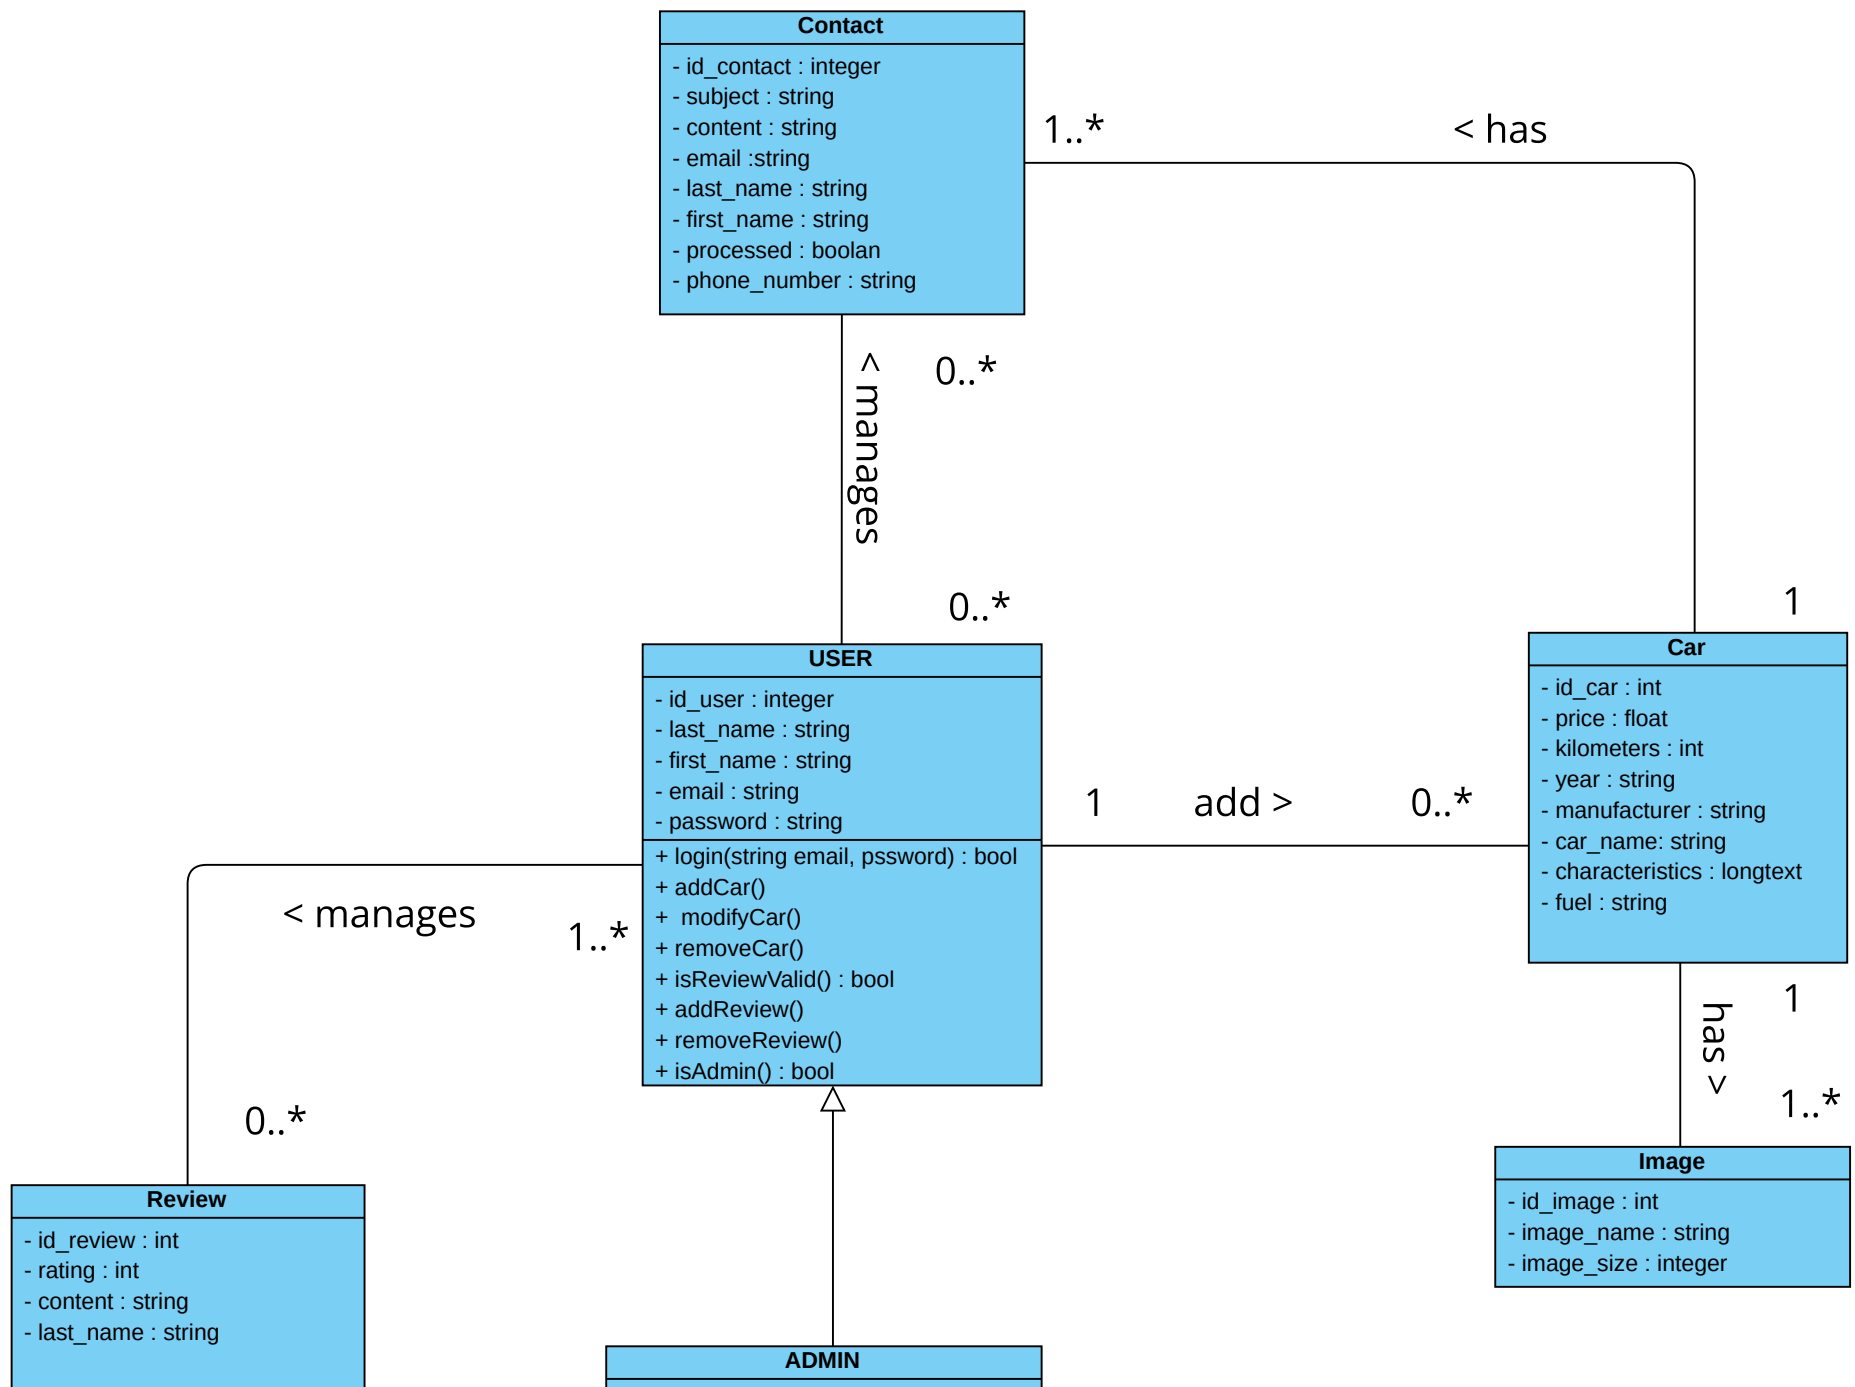 Contact
- id_contact : integer
- subject : string
- content : string
- email :string
- last_name : string
- first_name : string
- processed : boolan
- phone_number : string
1..*
< has
< manages
0..*
0..*
1
USER
- id_user : integer
- last_name : string
- first_name : string
- email : string
- password : string
+ login(string email, pssword) : bool
+ addCar()
+  modifyCar()
+ removeCar()
+ isReviewValid() : bool
+ addReview()
+ removeReview()
+ isAdmin() : bool
1
add >
0..*
Car
- id_car : int
- price : float
- kilometers : int
- year : string
- manufacturer : string
- car_name: string
- characteristics : longtext
- fuel : string
< manages
1..*
0..*
1
has >
1..*
Review
- id_review : int
- rating : int
- content : string
- last_name : string
Image
- id_image : int
- image_name : string
- image_size : integer
ADMIN